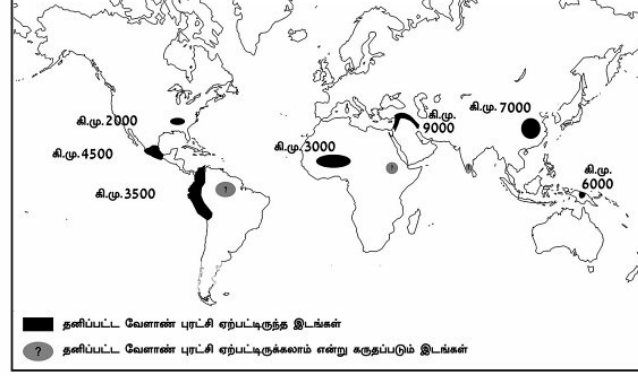 கி.மு.2000
கி.மு.4500
கி.மு.3500
கி.மு.3000
கி.மு.
9000
கி.மு.7000
கி.மு.
6000
?
?
?
தனிப்பட்ட வேளாண் புரட்சி ஏற்பட்டிருந்த இடங்கள்
? தனிப்பட்ட வேளாண் புரட்சி ஏற்பட்டிருக்கலாம் என்று கருதப்படும் இடங்கள்